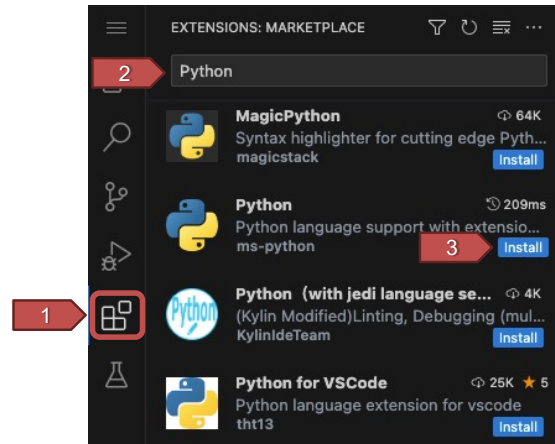 EXTENSIONS: MARKETPLACE
2
Python
MagicPython 64K
Syntax highlighter for cutting edge Pyth...
magicstack Install
Python 209ms
Python language support with extensio...
ms-python 3 Install
1
Python
Python (with jedi language se... 4K
(Kylin Modified)Linting, Debugging (mul...
KylinIdeTeam Install
Python for VSCode 25K ★ 5
Python language extension for vscode
tht13 Install